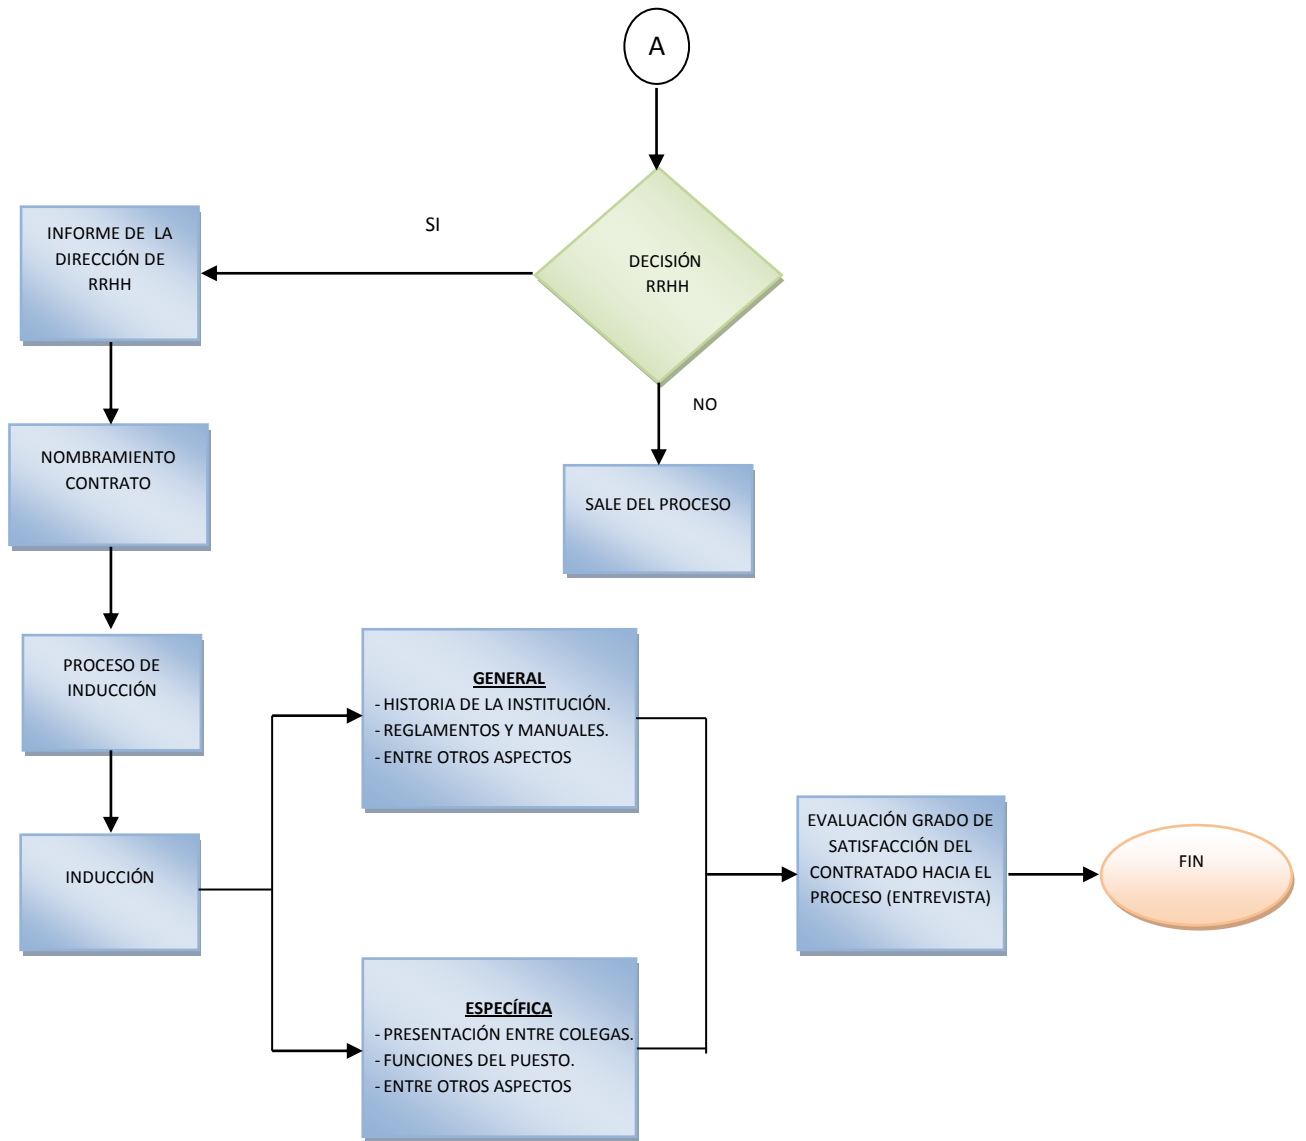 A
SI
INFORME DE LA
DIRECCIÓN DE
RRHH
DECISIÓN
RRHH
NO
NOMBRAMIENTO
CONTRATO
SALE DEL PROCESO
PROCESO DE
INDUCCIÓN
GENERAL
- HISTORIA DE LA INSTITUCIÓN.
- REGLAMENTOS Y MANUALES.
- ENTRE OTROS ASPECTOS
INDUCCIÓN
EVALUACIÓN GRADO DE
SATISFACCIÓN DEL
CONTRATADO HACIA EL
PROCESO (ENTREVISTA)
FIN
ESPECÍFICA
- PRESENTACIÓN ENTRE COLEGAS.
- FUNCIONES DEL PUESTO.
- ENTRE OTROS ASPECTOS